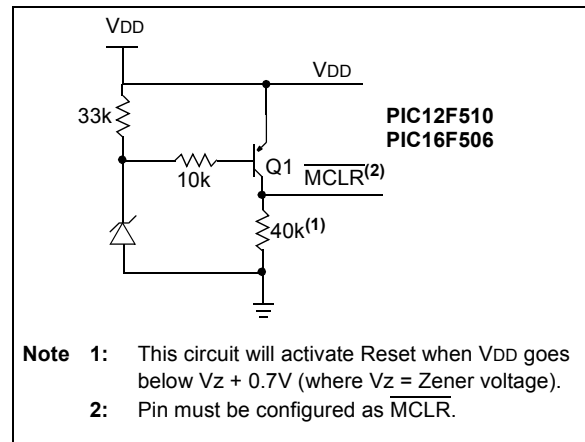 VDD
VDD
33k
PIC12F510
PIC16F506
Q1
MCLR(2)
10k
40k(1)
Note 1: This circuit will activate Reset when VDD goes
below Vz + 0.7V (where Vz = Zener voltage).
2: Pin must be configured as MCLR.